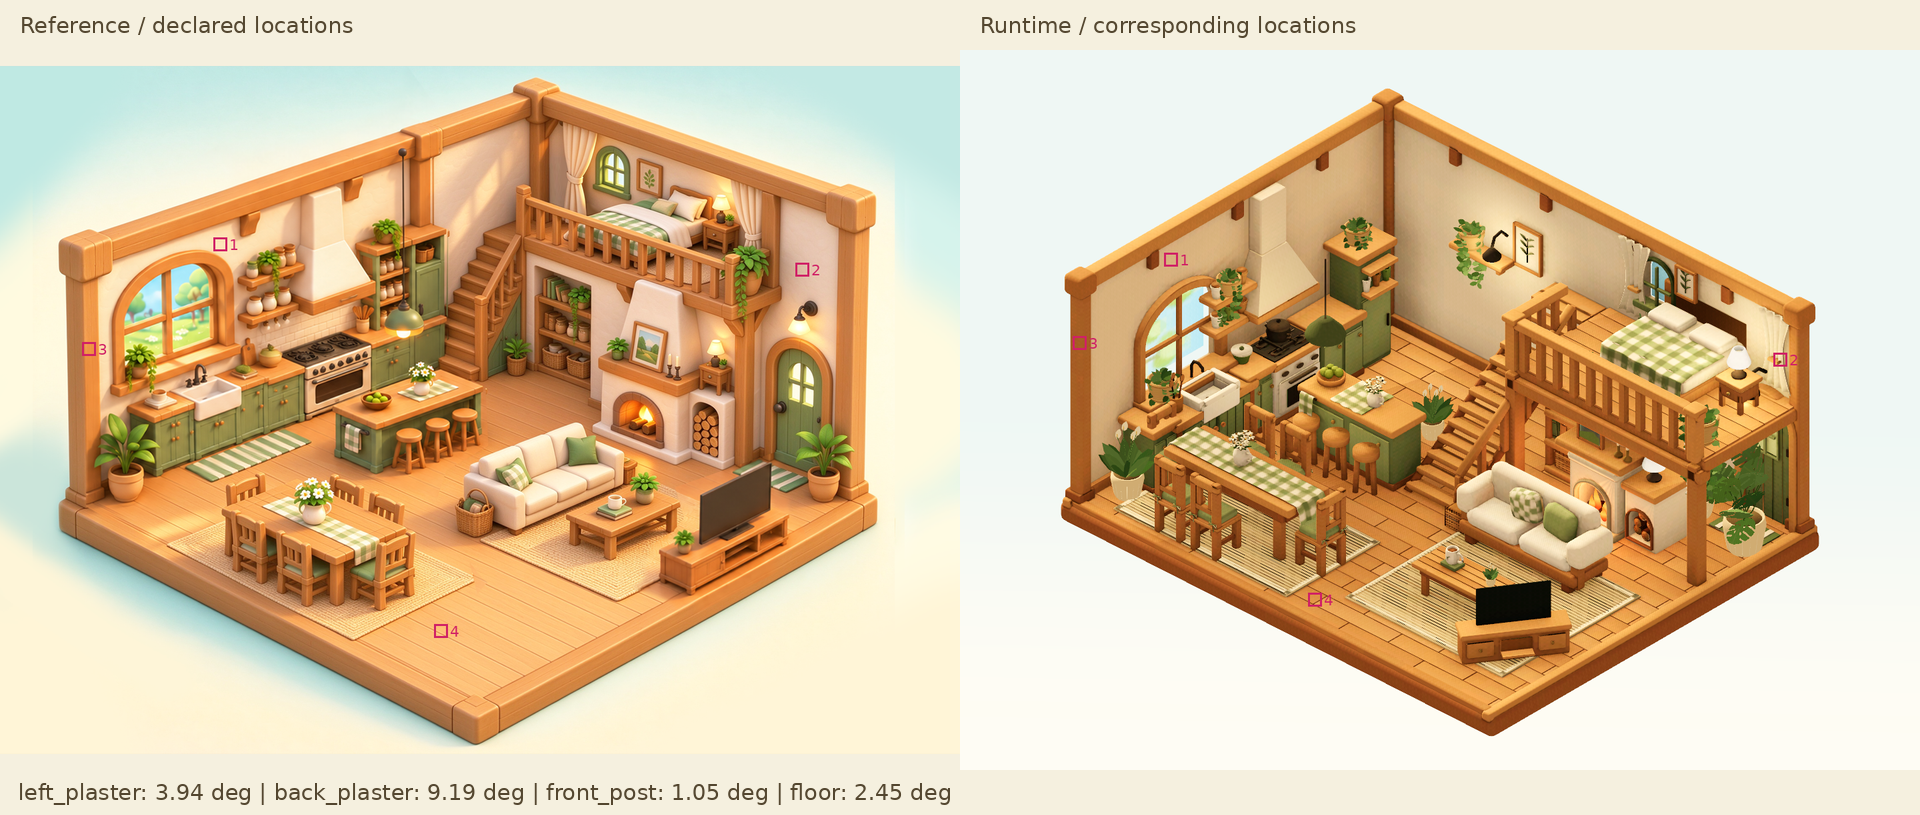 Reference / declared locations
Runtime / corresponding locations
1
2
3
4
1
2
3
4
left_plaster: 3.94 deg | back_plaster: 9.19 deg | front_post: 1.05 deg | floor: 2.45 deg